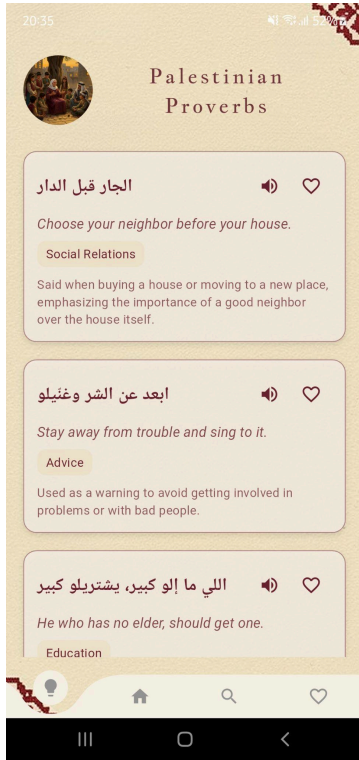 20:35
52%
Palestinian
Proverbs
الجار قبل الدار
Choose your neighbor before your house.
Social Relations
Said when buying a house or moving to a new place,
emphasizing the importance of a good neighbor
over the house itself.
ابعد عن الشر وغنّيلو
Stay away from trouble and sing to it.
Advice
Used as a warning to avoid getting involved in
problems or with bad people.
اللي ما إلو كبير، يشتريلو كبير
He who has no elder, should get one.
Education